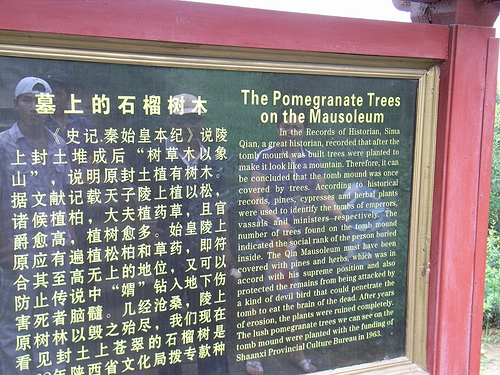 墓上的石榴树木
《史记.秦始皇本纪》说陵
上封土堆成后“树草木以象
山”，说明原封土植有树木。
据文献记载天子陵上植以松，
诸候植柏，大夫植药草，且官
爵愈高，植树愈多。始皇陵上
原应有遍植松柏和草药，即符
合其至高无上的地位，又可以
防止传说中“媦”钻入地下伤
害死者脑髓。几经沧桑，陵上
原树林以毁之殆尽，我们现在
看见封土上苍翠的石榴树是
年陕西省文化局拨专款种
The Pomegranate Trees
on the Mausoleum
In the Records of Historian, Sima
Qian, a great historian, recorded that after the
tomb mound was built trees were planted to
make it look like a mountain. Therefore, it can
be concluded that the tomb mound was once
covered by trees. According to historical
records, pines, cypresses and herbal plants
were used to identify the tombs of emperors,
vassals and ministers respectively. The
number of trees found on the tomb mound
indicated the social rank of the person buried
inside. The Qin Mausoleum must have been
covered with pines and herbs, which was in
accord with his supreme position and also
protected the remains from being attacked by
a kind of devil bird that could penetrate the
tomb to eat the brain of the dead. After years
of erosion, the plants were ruined completely.
The lush pomegranate trees we can see on the
tomb mound were planted with the funding of
Shaanxi Provincial Culture Bureau in 1963.